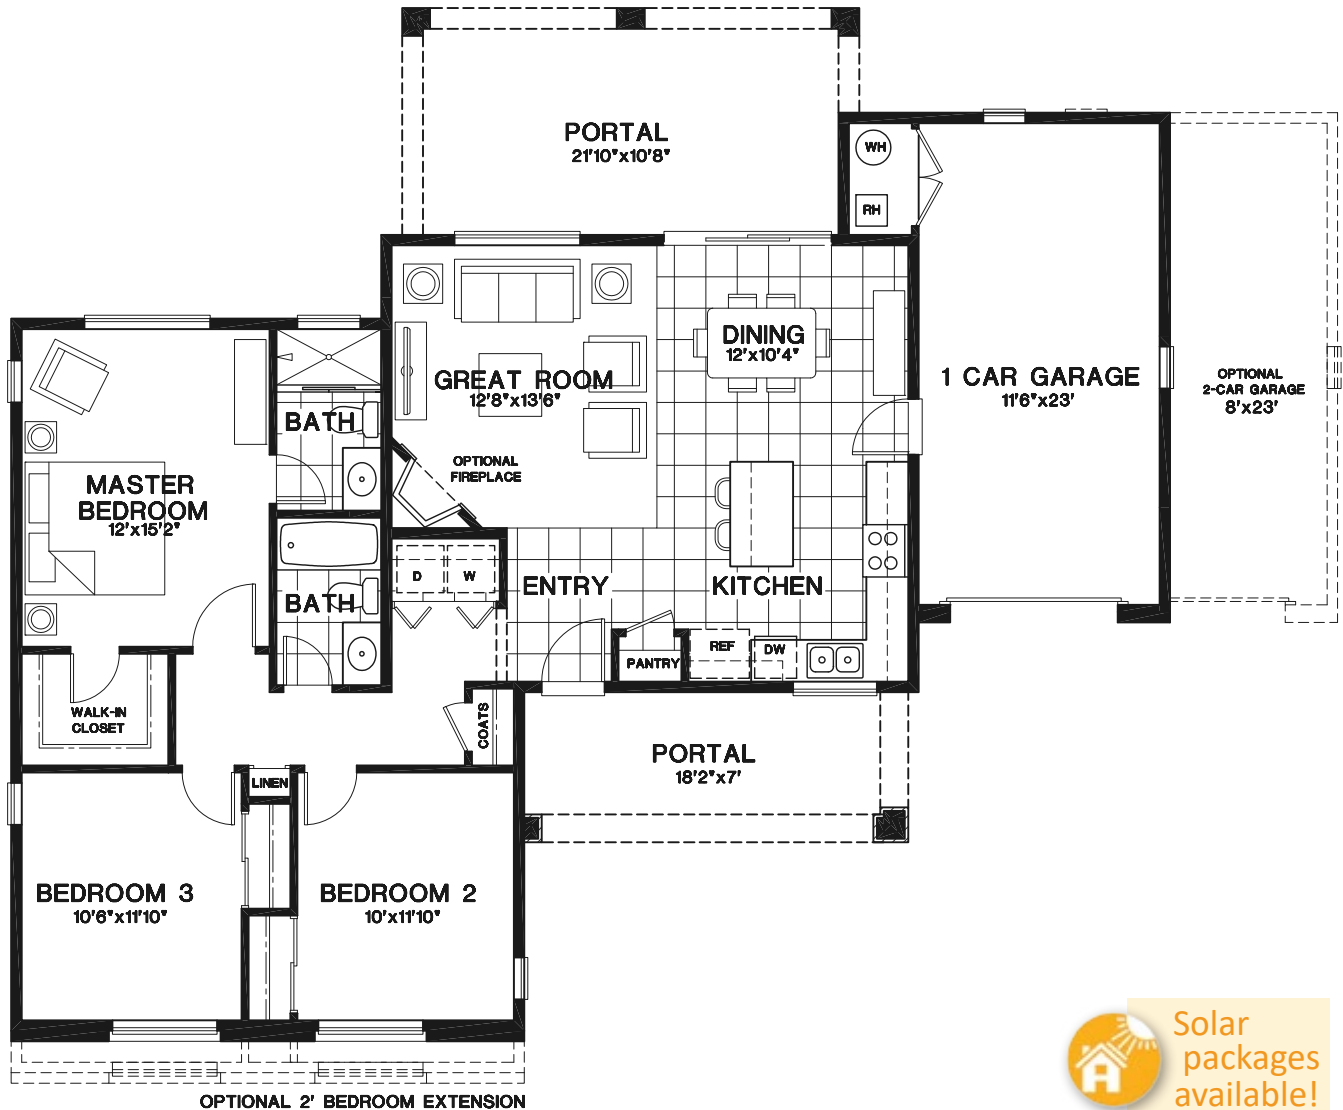 PORTAL
21'10"x10'8"
WH
RH
DINING
12'x10'4"
GREAT ROOM
12'8"x13'6"
1 CAR GARAGE
11'6"x23'
OPTIONAL
2-CAR GARAGE
8'x23'
BATH
OPTIONAL
FIREPLACE
MASTER
BEDROOM
12'x15'2"
D
W
ENTRY
KITCHEN
BATH
REF
DW
PANTRY
WALK-IN
CLOSET
COATS
PORTAL
18'2"x7'
LINEN
BEDROOM 3
10'6"x11'10"
BEDROOM 2
10'x11'10"
OPTIONAL 2' BEDROOM EXTENSION
Solar
packages
available!